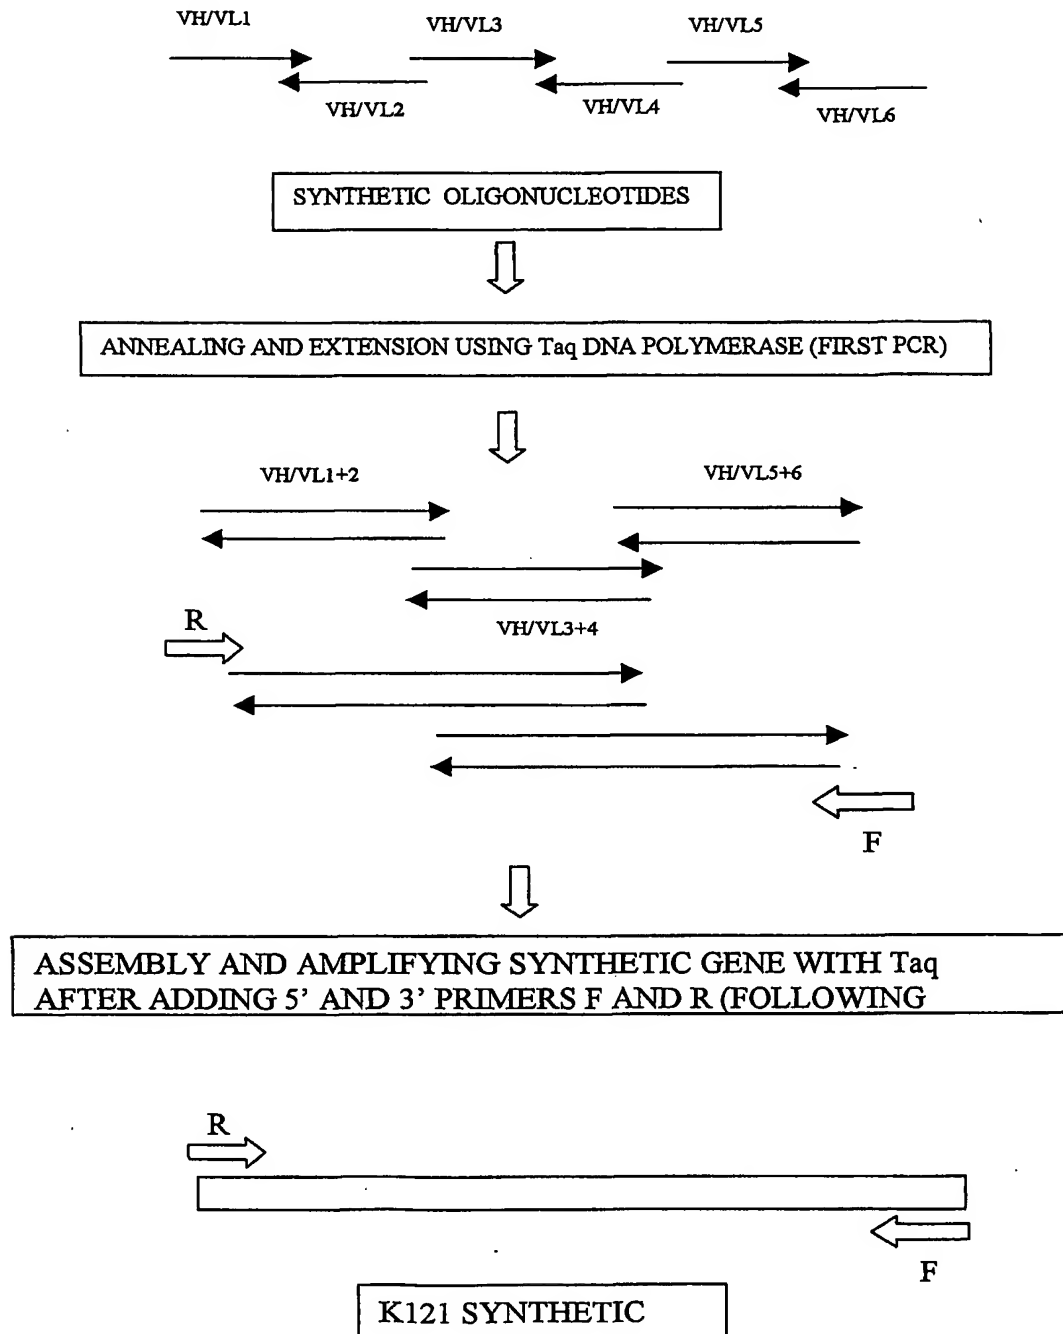 VH/VL1
VH/VL3
VH/VL5
VH/VL2
VH/VL4
VH/VL6
SYNTHETIC OLIGONUCLEOTIDES
ANNEALING AND EXTENSION USING Taq DNA POLYMERASE (FIRST PCR)
VH/VL1+2
VH/VL5+6
VH/VL3+4
R
F
ASSEMBLY AND AMPLIFYING SYNTHETIC GENE WITH Taq
AFTER ADDING 5’ AND 3’ PRIMERS F AND R (FOLLOWING
R
F
K121 SYNTHETIC